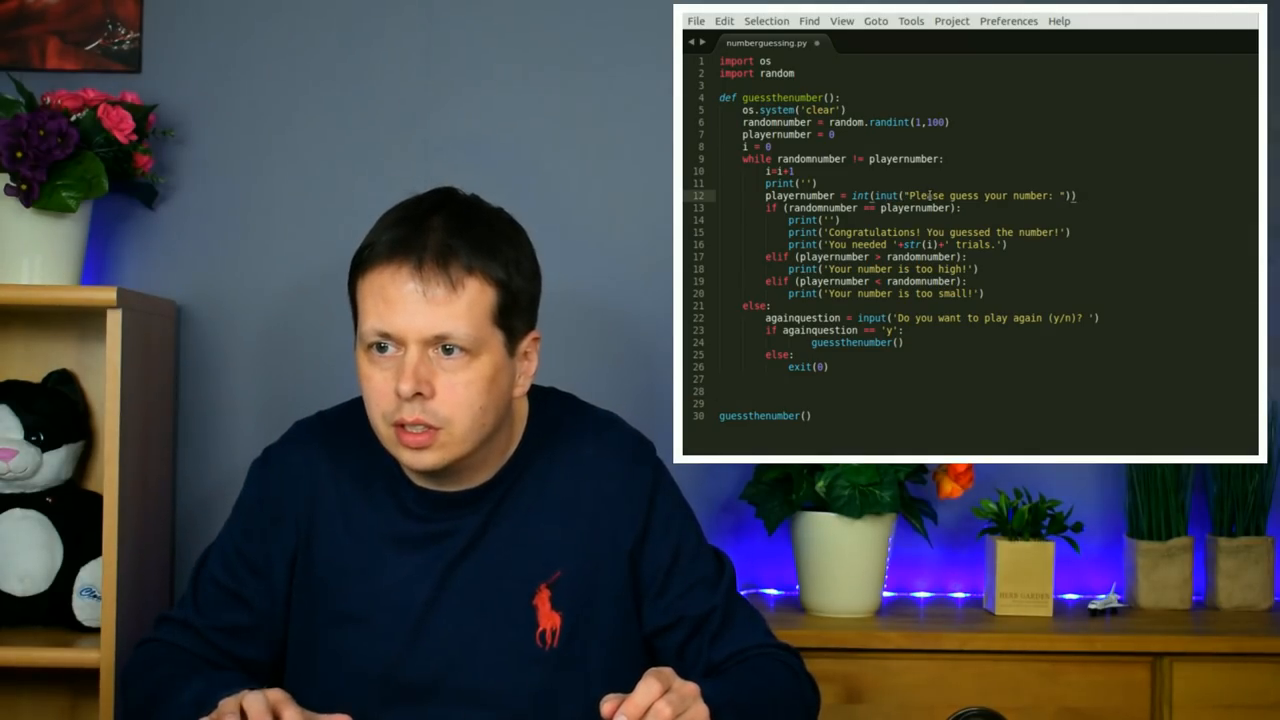 File Edit Selection Find View Goto Tools Project Preferences Help
numberguessing.py
1 import os
2 import random
3
4 def guessthenumber():
5 os.system('clear')
6 randomnumber = random.randint(1,100)
7 playernumber = 0
8 i = 0
9 while randomnumber != playernumber:
10 i=i+1
11 print('')
12 playernumber = int(inut("Please guess your number: "))
13 if (randomnumber == playernumber):
14 print('')
15 print('Congratulations! You guessed the number!')
16 print('You needed '+str(i)+' trials.')
17 elif (playernumber > randomnumber):
18 print('Your number is too high!')
19 elif (playernumber < randomnumber):
20 print('Your number is too small!')
21 else:
22 againquestion = input('Do you want to play again (y/n)? ')
23 if againquestion == 'y':
24 guessthenumber()
25 else:
26 exit(0)
27
28
29
30 guessthenumber()
HERB GARDEN